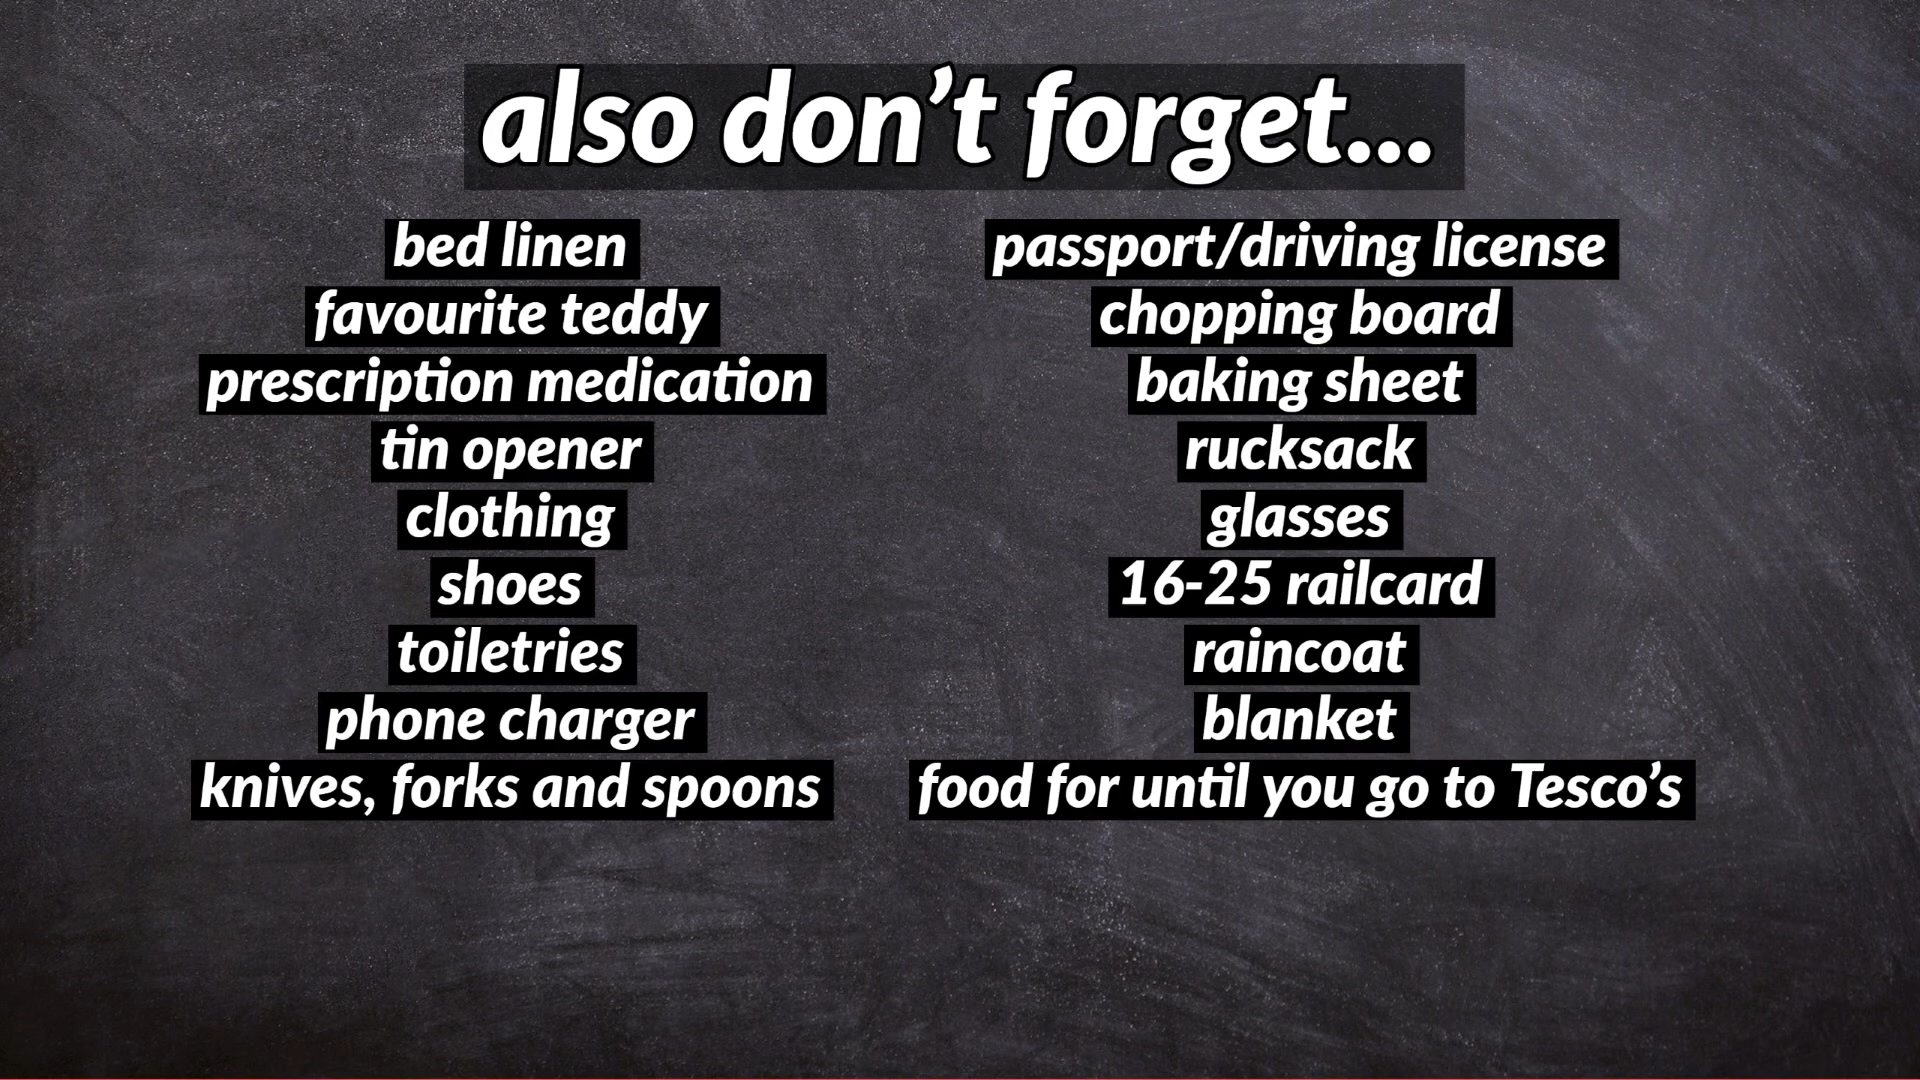 also don’t forget...
bed linen
favourite teddy
prescription medication
tin opener
clothing
shoes
toiletries
phone charger
knives, forks and spoons
passport/driving license
chopping board
baking sheet
rucksack
glasses
16-25 railcard
raincoat
blanket
food for until you go to Tesco’s